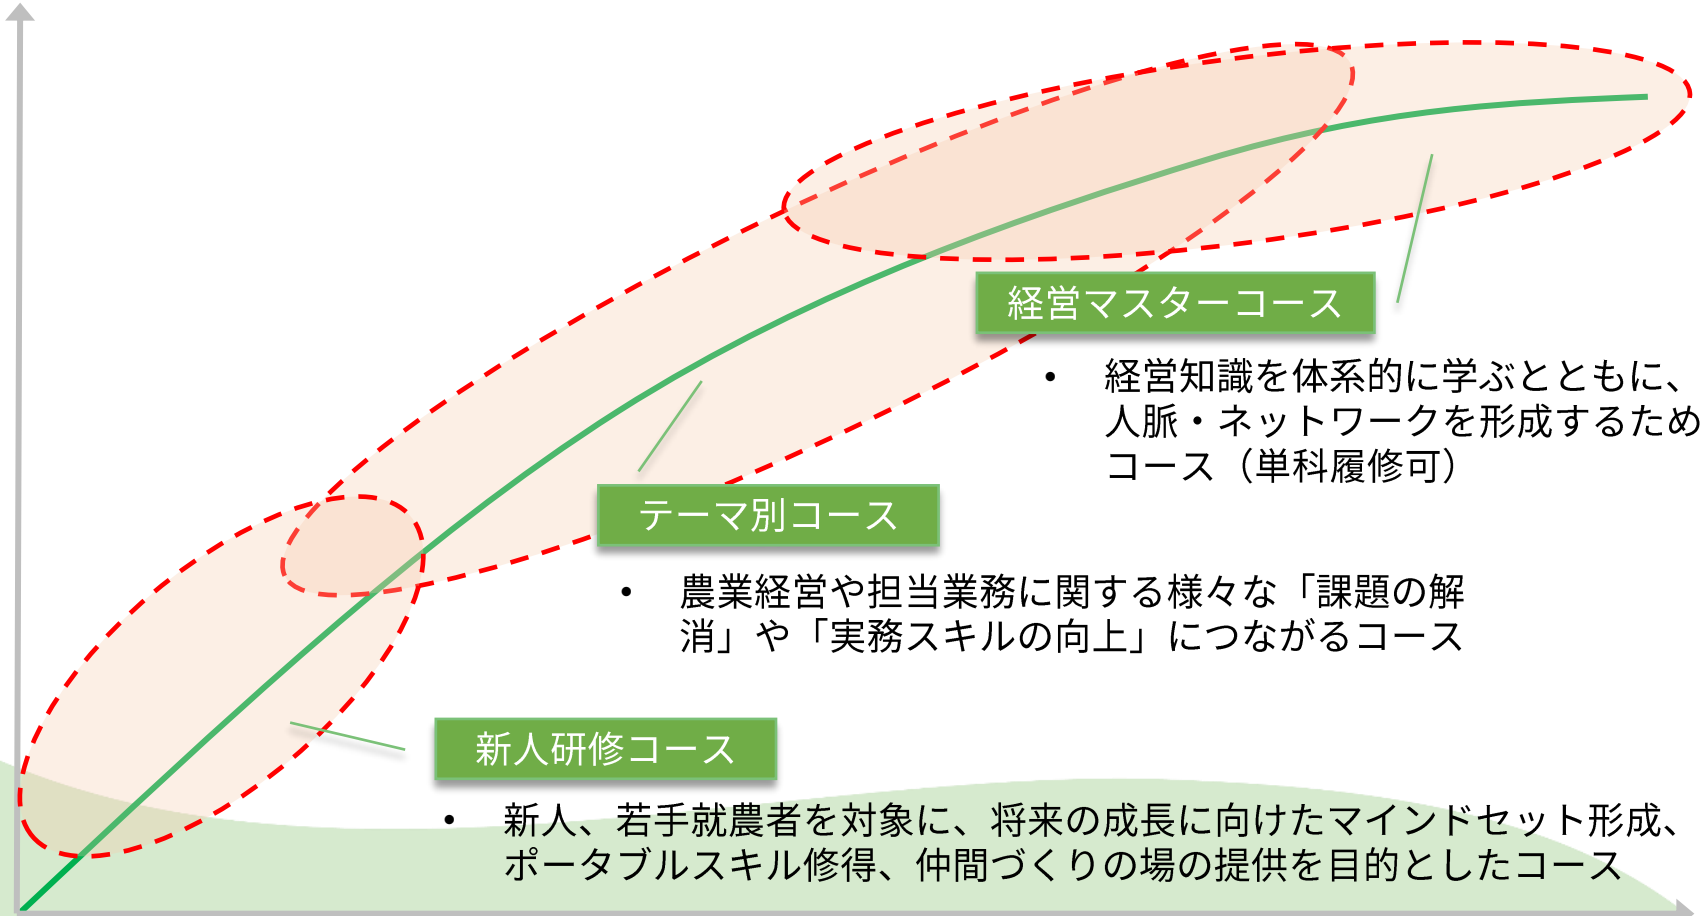 経営マスターコース
• 経営知識を体系的に学ぶとともに、
人脈・ネットワークを形成するため
コース（単科履修可）
テーマ別コース
• 農業経営や担当業務に関する様々な「課題の解
消」や「実務スキルの向上」につながるコース
新人研修コース
• 新人、若手就農者を対象に、将来の成長に向けたマインドセット形成、
ポータブルスキル修得、仲間づくりの場の提供を目的としたコース